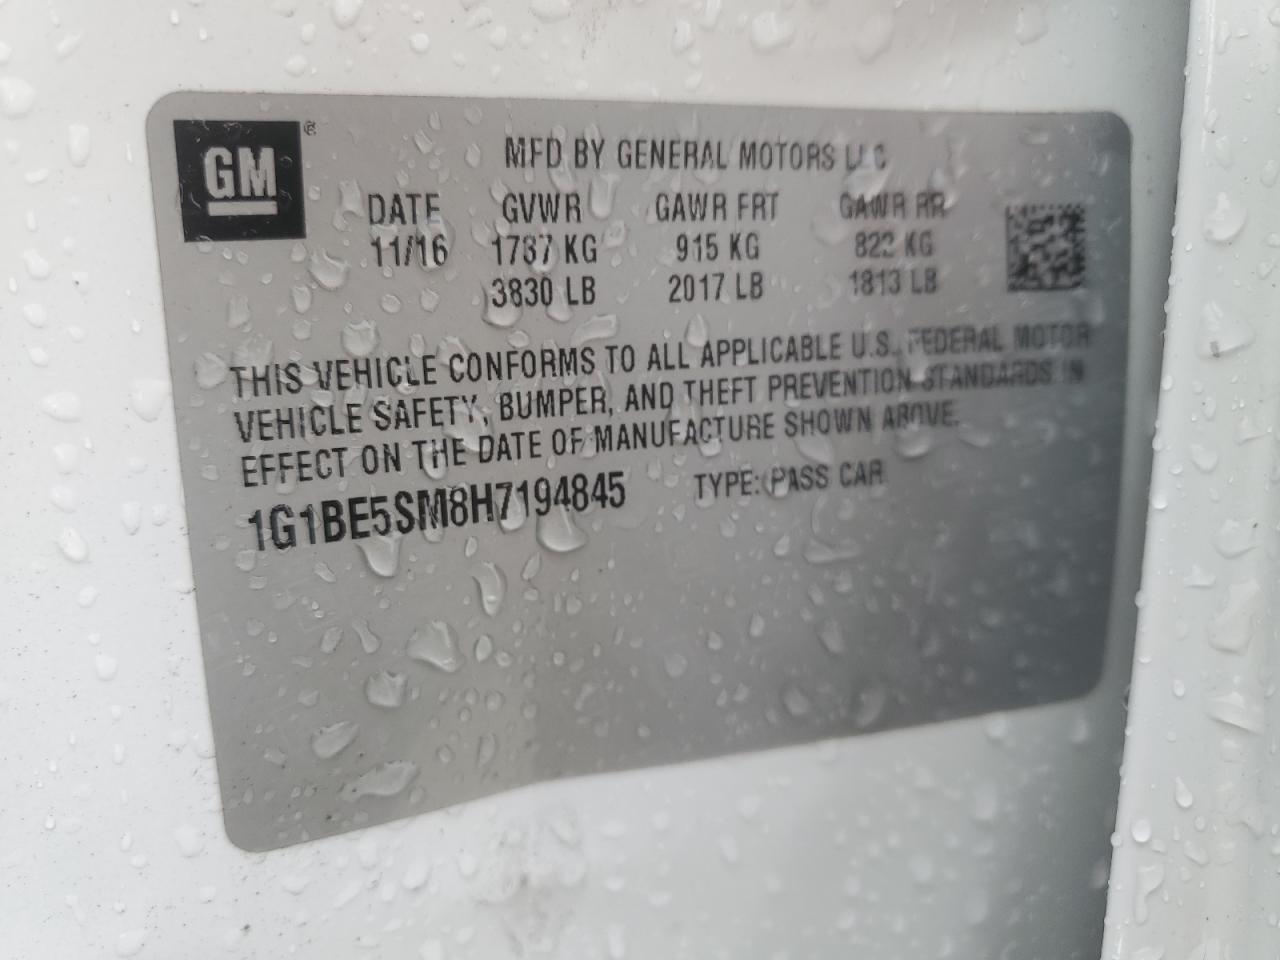 GM ®
MFD BY GENERAL MOTORS LLC
DATE GVWR GAWR FRT GAWR RR
11/16 1737 KG 915 KG 822 KG
3830 LB 2017 LB 1813 LB
THIS VEHICLE CONFORMS TO ALL APPLICABLE U.S. FEDERAL MOTOR
VEHICLE SAFETY, BUMPER, AND THEFT PREVENTION STANDARDS IN
EFFECT ON THE DATE OF MANUFACTURE SHOWN ABOVE.
1G1BE5SM8H7194845 TYPE: PASS CAR